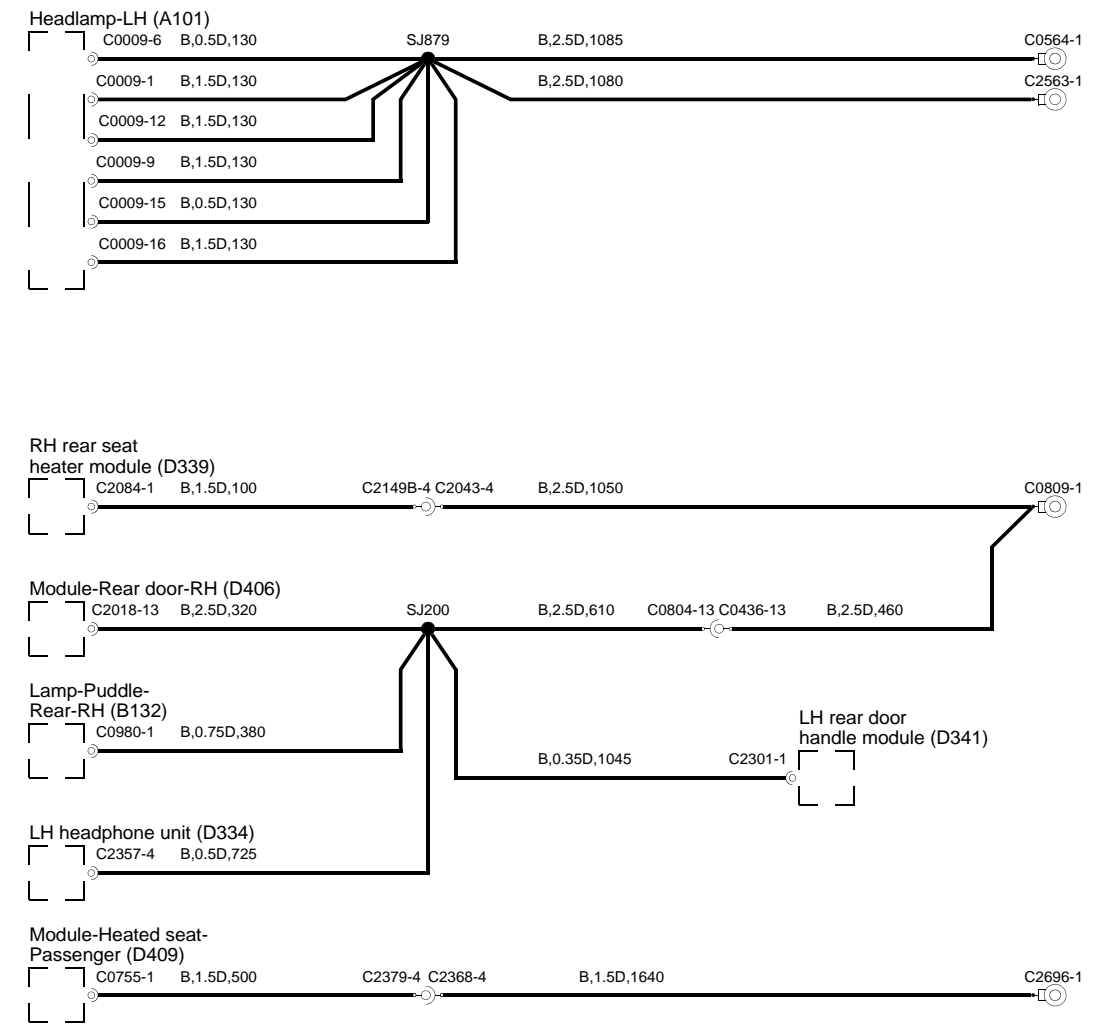 Headlamp-LH (A101)
C0009-6 B,0.5D,130 SJ879 B,2.5D,1085 C0564-1
C0009-1 B,1.5D,130 B,2.5D,1080 C2563-1
C0009-12 B,1.5D,130
C0009-9 B,1.5D,130
C0009-15 B,0.5D,130
C0009-16 B,1.5D,130
RH rear seat
heater module (D339)
C2084-1 B,1.5D,100 C2149B-4 C2043-4 B,2.5D,1050 C0809-1
Module-Rear door-RH (D406)
C2018-13 B,2.5D,320 SJ200 B,2.5D,610 C0804-13 C0436-13 B,2.5D,460
Lamp-Puddle-
Rear-RH (B132)
C0980-1 B,0.75D,380
LH rear door
handle module (D341)
B,0.35D,1045 C2301-1
LH headphone unit (D334)
C2357-4 B,0.5D,725
Module-Heated seat-
Passenger (D409)
C0755-1 B,1.5D,500 C2379-4 C2368-4 B,1.5D,1640 C2696-1